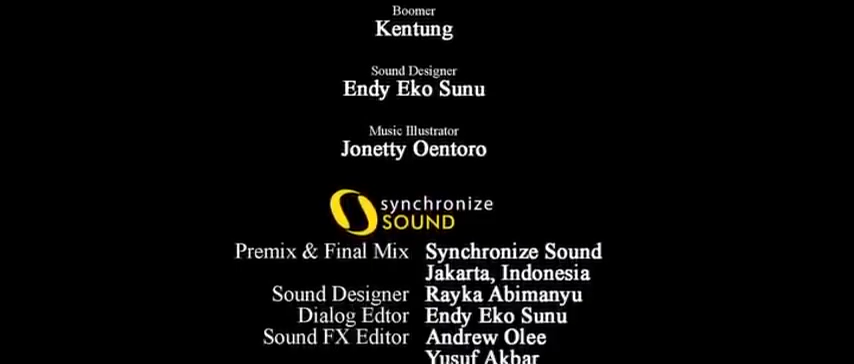 Boomer
Kentung
Sound Designer
Endy Eko Sunu
Music Illustrator
Jonetty Oentoro
synchronize
SOUND
Premix & Final Mix Synchronize Sound
Jakarta, Indonesia
Sound Designer Rayka Abimanyu
Dialog Edtor Endy Eko Sunu
Sound FX Editor Andrew Olee
Yusuf Akbar